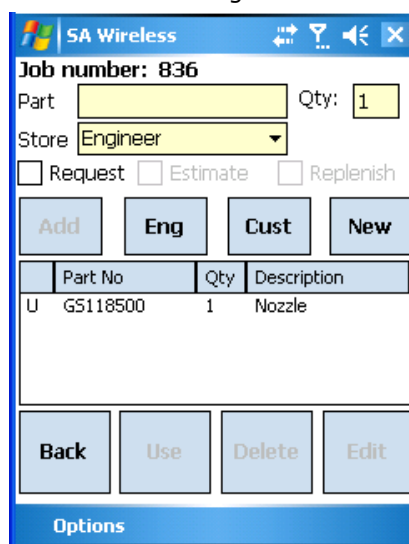 SA Wireless
Job number: 836
Part Qty: 1
Store Engineer
Request Estimate Replenish
Add Eng Cust New
Part No Qty Description
U GS118500 1 Nozzle
Back Use Delete Edit
Options